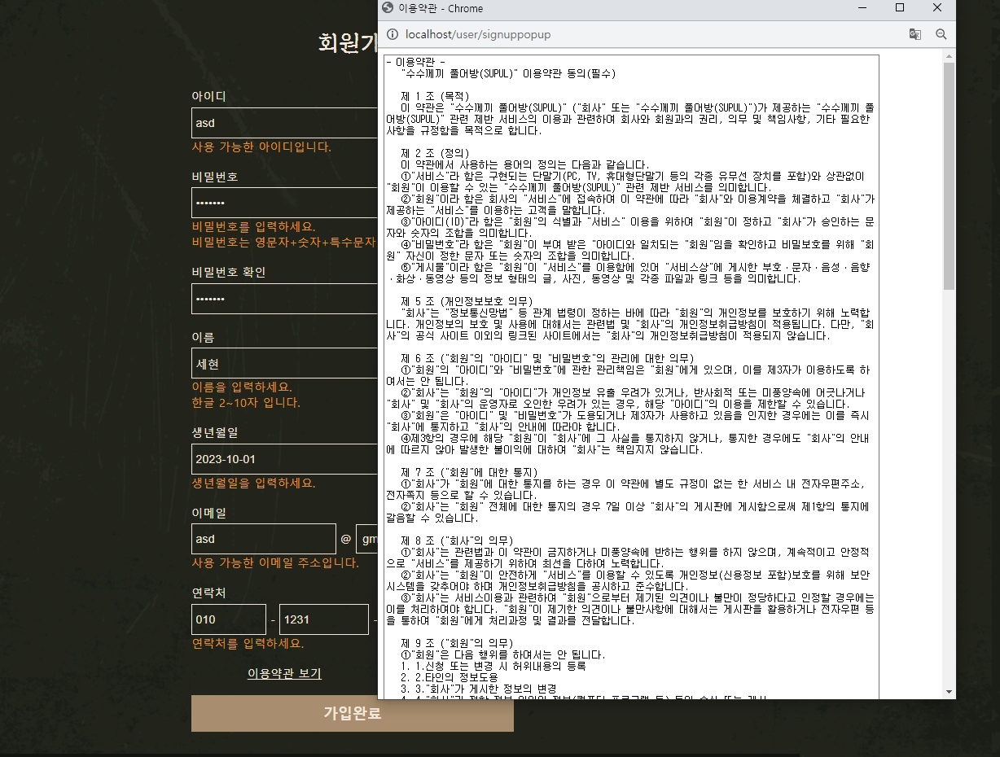 이용약관 - Chrome
localhost/user/signuppopup
회원가
아이디
asd
사용 가능한 아이디입니다.
비밀번호
•••••••
비밀번호를 입력하세요.
비밀번호는 영문자+숫자+특수문자
비밀번호 확인
•••••••
이름
세현
이름을 입력하세요.
한글 2~10자 입니다.
생년월일
2023-10-01
생년월일을 입력하세요.
이메일
asd @ gm
사용 가능한 이메일 주소입니다.
연락처
010 - 1231 -
연락처를 입력하세요.
이용약관 보기
가입완료
- 이용약관 -
"수수께끼 풀어방(SUPUL)" 이용약관 동의(필수)
제 1 조 (목적)
이 약관은 "수수께끼 풀어방(SUPUL)" ("회사" 또는 "수수께끼 풀어방(SUPUL)")가 제공하는 "수수께끼 풀
어방(SUPUL)" 관련 제반 서비스의 이용과 관련하여 회사와 회원과의 권리, 의무 및 책임사항, 기타 필요한
사항을 규정함을 목적으로 합니다.
제 2 조 (정의)
이 약관에서 사용하는 용어의 정의는 다음과 같습니다.
①"서비스"라 함은 구현되는 단말기(PC, TV, 휴대형단말기 등의 각종 유무선 장치를 포함)와 상관없이
"회원"이 이용할 수 있는 "수수께끼 풀어방(SUPUL)" 관련 제반 서비스를 의미합니다.
②"회원"이라 함은 회사의 "서비스"에 접속하여 이 약관에 따라 "회사"와 이용계약을 체결하고 "회사"가
제공하는 "서비스"를 이용하는 고객을 말합니다.
③"아이디(ID)"라 함은 "회원"의 식별과 "서비스" 이용을 위하여 "회원"이 정하고 "회사"가 승인하는 문
자와 숫자의 조합을 의미합니다.
④"비밀번호"라 함은 "회원"이 부여 받은 "아이디와 일치되는 "회원"임을 확인하고 비밀보호를 위해 "회
원" 자신이 정한 문자 또는 숫자의 조합을 의미합니다.
⑤"게시물"이라 함은 "회원"이 "서비스"를 이용함에 있어 "서비스상"에 게시한 부호ㆍ문자ㆍ음성ㆍ음향
ㆍ화상ㆍ동영상 등의 정보 형태의 글, 사진, 동영상 및 각종 파일과 링크 등을 의미합니다.
제 5 조 (개인정보보호 의무)
"회사"는 "정보통신망법" 등 관계 법령이 정하는 바에 따라 "회원"의 개인정보를 보호하기 위해 노력합
니다. 개인정보의 보호 및 사용에 대해서는 관련법 및 "회사"의 개인정보취급방침이 적용됩니다. 다만, "회
사"의 공식 사이트 이외의 링크된 사이트에서는 "회사"의 개인정보취급방침이 적용되지 않습니다.
제 6 조 ("회원"의 "아이디" 및 "비밀번호"의 관리에 대한 의무)
①"회원"의 "아이디"와 "비밀번호"에 관한 관리책임은 "회원"에게 있으며, 이를 제3자가 이용하도록 하
여서는 안 됩니다.
②"회사"는 "회원"의 "아이디"가 개인정보 유출 우려가 있거나, 반사회적 또는 미풍양속에 어긋나거나
"회사" 및 "회사"의 운영자로 오인한 우려가 있는 경우, 해당 "아이디"의 이용을 제한할 수 있습니다.
③"회원"은 "아이디" 및 "비밀번호"가 도용되거나 제3자가 사용하고 있음을 인지한 경우에는 이를 즉시
"회사"에 통지하고 "회사"의 안내에 따라야 합니다.
④제3항의 경우에 해당 "회원"이 "회사"에 그 사실을 통지하지 않거나, 통지한 경우에도 "회사"의 안내
에 따르지 않아 발생한 불이익에 대하여 "회사"는 책임지지 않습니다.
제 7 조 ("회원"에 대한 통지)
①"회사"가 "회원"에 대한 통지를 하는 경우 이 약관에 별도 규정이 없는 한 서비스 내 전자우편주소,
전자쪽지 등으로 할 수 있습니다.
②"회사"는 "회원" 전체에 대한 통지의 경우 7일 이상 "회사"의 게시판에 게시함으로써 제1항의 통지에
갈음할 수 있습니다.
제 8 조 ("회사"의 의무)
①"회사"는 관련법과 이 약관이 금지하거나 미풍양속에 반하는 행위를 하지 않으며, 계속적이고 안정적
으로 "서비스"를 제공하기 위하여 최선을 다하여 노력합니다.
②"회사"는 "회원"이 안전하게 "서비스"를 이용할 수 있도록 개인정보(신용정보 포함)보호를 위해 보안
시스템을 갖추어야 하며 개인정보취급방침을 공시하고 준수합니다.
③"회사"는 서비스이용과 관련하여 "회원"으로부터 제기된 의견이나 불만이 정당하다고 인정할 경우에는
이를 처리하여야 합니다. "회원"이 제기한 의견이나 불만사항에 대해서는 게시판을 활용하거나 전자우편 등
을 통하여 "회원"에게 처리과정 및 결과를 전달합니다.
제 9 조 ("회원"의 의무)
①"회원"은 다음 행위를 하여서는 안 됩니다.
1. 1.신청 또는 변경 시 허위내용의 등록
2. 2.타인의 정보도용
3. 3."회사"가 게시한 정보의 변경
4. 4."회사"가 정한 정보 이외의 정보(컴퓨터 프로그램 등) 등의 송신 또는 게시